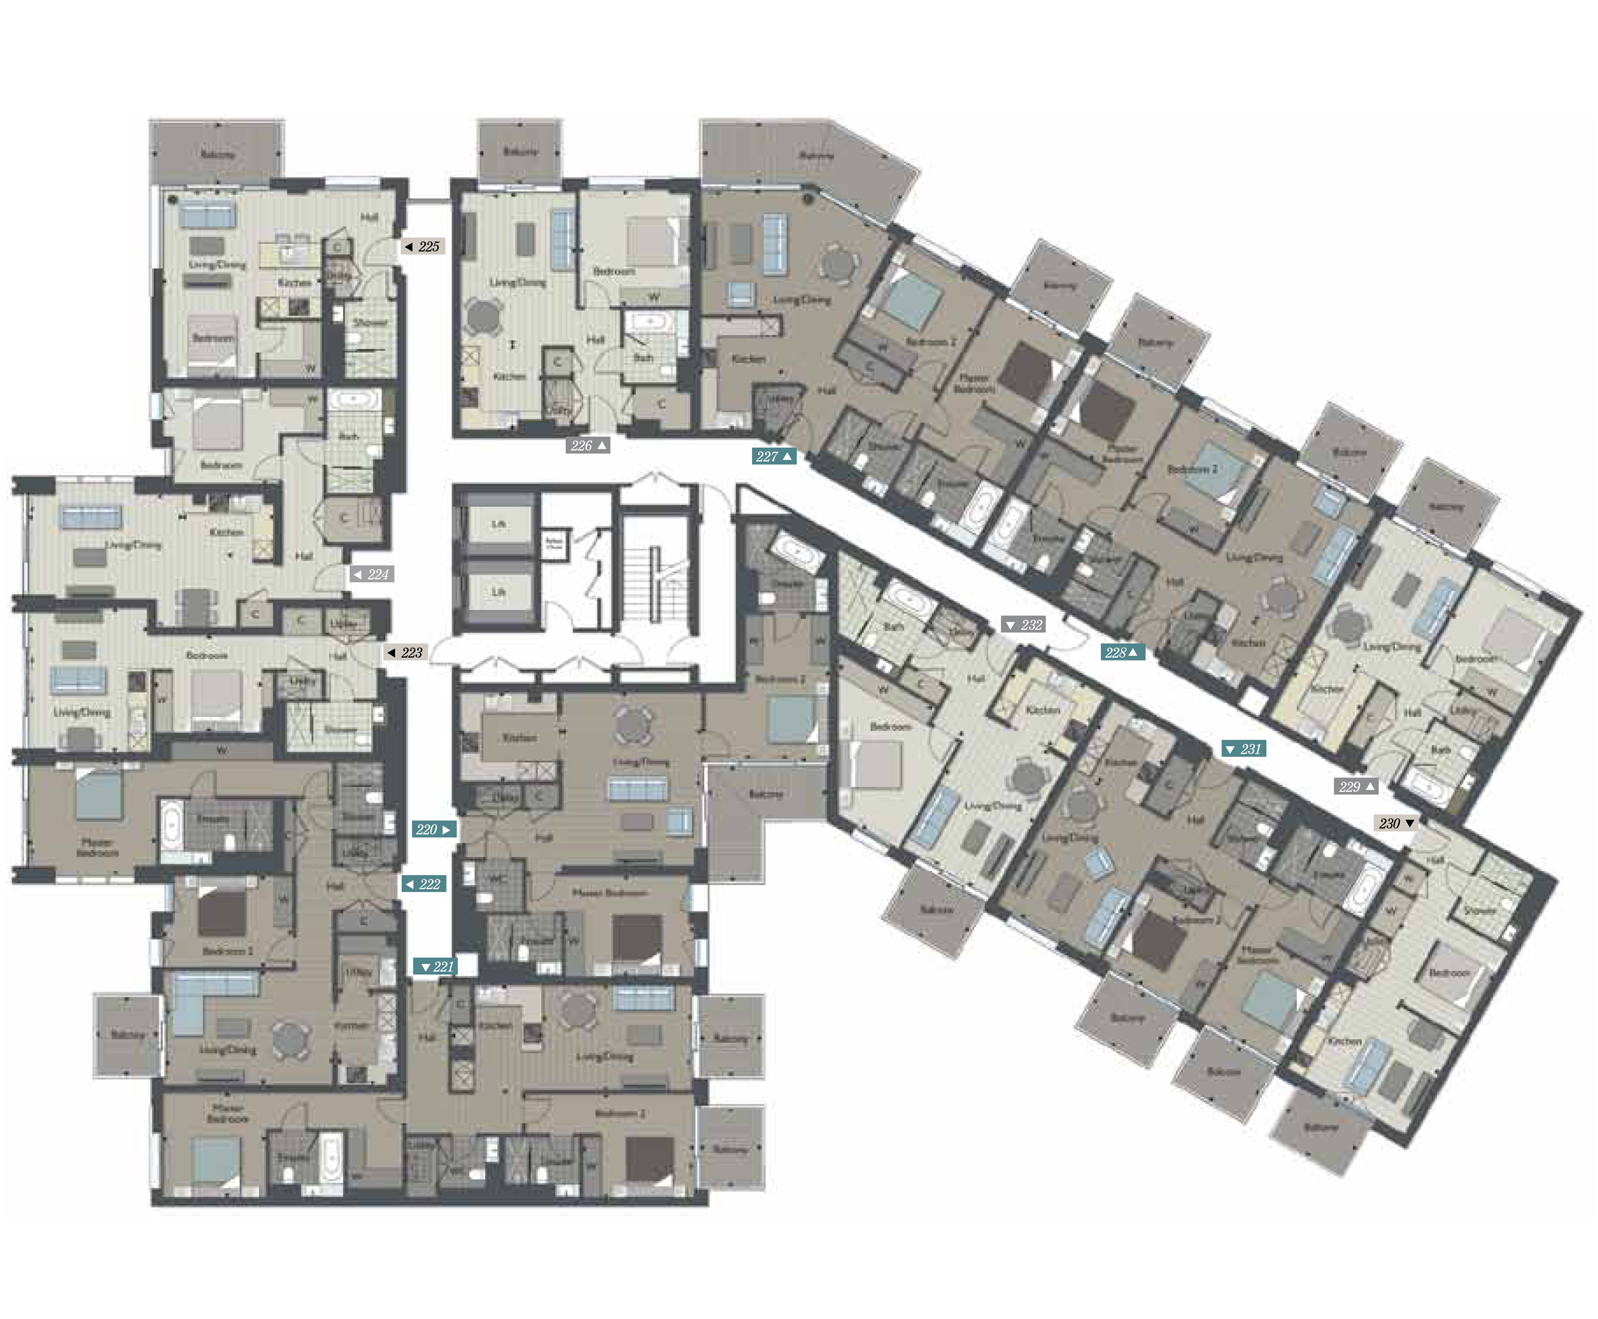 Balcony
Balcony
Balcony
Hall
C
◀ 225
Utility
Living/Dining
Kitchen
Shower
Bedroom
W
Living/Dining
Bedroom
W
Hall
Bath
Kitchen
C
Utility
C
226 ▲
Living/Dining
Kitchen
Utility
Hall
227 ▲
Bedroom 2
W
C
Shower
Ensuite
Master
Bedroom
W
Balcony
Balcony
Master
Bedroom
W
Ensuite
Bedroom 2
W
Shower
C
Hall
Utility
Living/Dining
Kitchen
228 ▲
Balcony
Balcony
Living/Dining
Kitchen
Bedroom
W
Utility
C
Hall
Bath
229 ▲
W
Bath
Bedroom
C
Hall
Kitchen
Living/Dining
◀ 224
C
C
Utility
Hall
◀ 223
Bedroom
Utility
W
Living/Dining
Shower
W
Lift
Lift
Ensuite
W
W
Bedroom 2
Kitchen
Living/Dining
Balcony
Utility
C
Hall
220 ▶
WC
Master Bedroom
Ensuite
W
Bath
Utility
▼ 232
Hall
C
W
Bedroom
Kitchen
Living/Dining
Balcony
▼ 231
Kitchen
C
Hall
Living/Dining
Shower
Ensuite
Utility
Bedroom 2
W
Master
Bedroom
W
Balcony
Balcony
230 ▼
Hall
W
W
Shower
Utility
Bedroom
Kitchen
Balcony
Master
Bedroom
Ensuite
Shower
C
Utility
Hall
◀ 222
C
W
Bedroom 2
Utility
Kitchen
Living/Dining
Balcony
▼ 221
C
Hall
Kitchen
Living/Dining
Balcony
Master
Bedroom
Ensuite
W
Utility
WC
Ensuite
W
Bedroom 2
Balcony